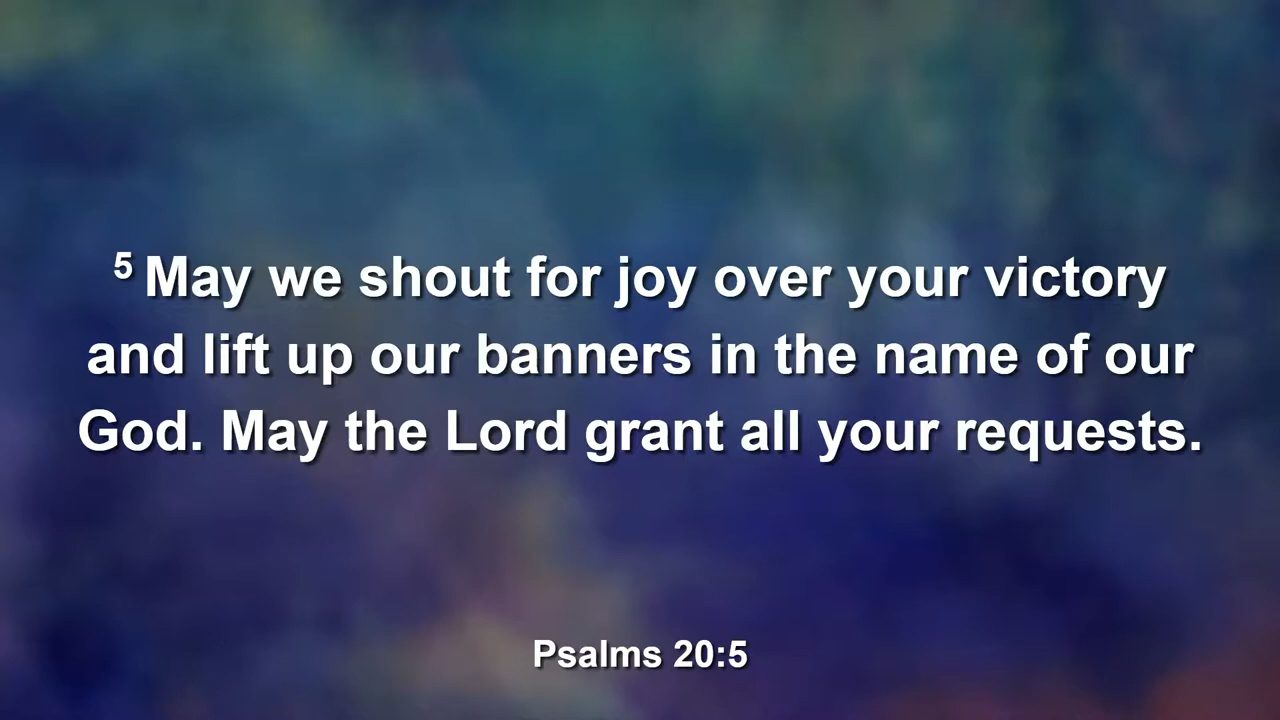 5 May we shout for joy over your victory
and lift up our banners in the name of our
God. May the Lord grant all your requests.
Psalms 20:5